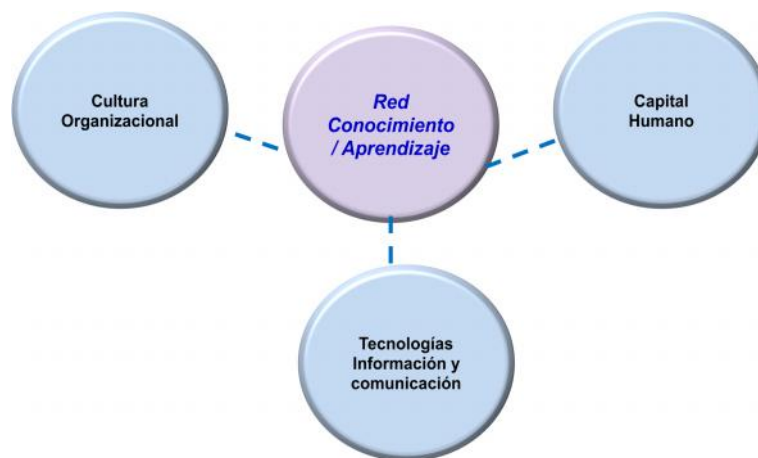 Cultura
Organizacional
Red
Conocimiento
/ Aprendizaje
Capital
Humano
Tecnologías
Información y
comunicación